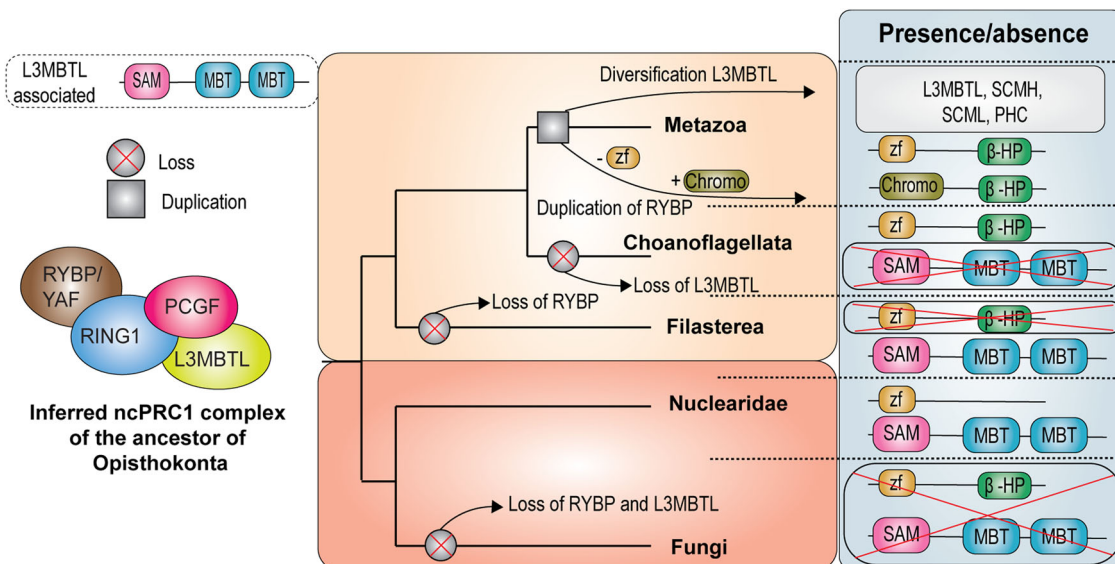 L3MBTL
associated
SAM
MBT
MBT
Loss
Duplication
RYBP/
YAF
PCGF
RING1
L3MBTL
Inferred ncPRC1 complex
of the ancestor of
Opisthokonta
Diversification L3MBTL
Metazoa
- zf
+ Chromo
Duplication of RYBP
Choanoflagellata
Loss of L3MBTL
Loss of RYBP
Filasterea
Nuclearidae
Loss of RYBP and L3MBTL
Fungi
Presence/absence
L3MBTL, SCMH,
SCML, PHC
zf β-HP
Chromo β-HP
zf β-HP
SAM MBT MBT
zf β-HP
SAM MBT MBT
zf
SAM MBT MBT
zf β-HP
SAM MBT MBT